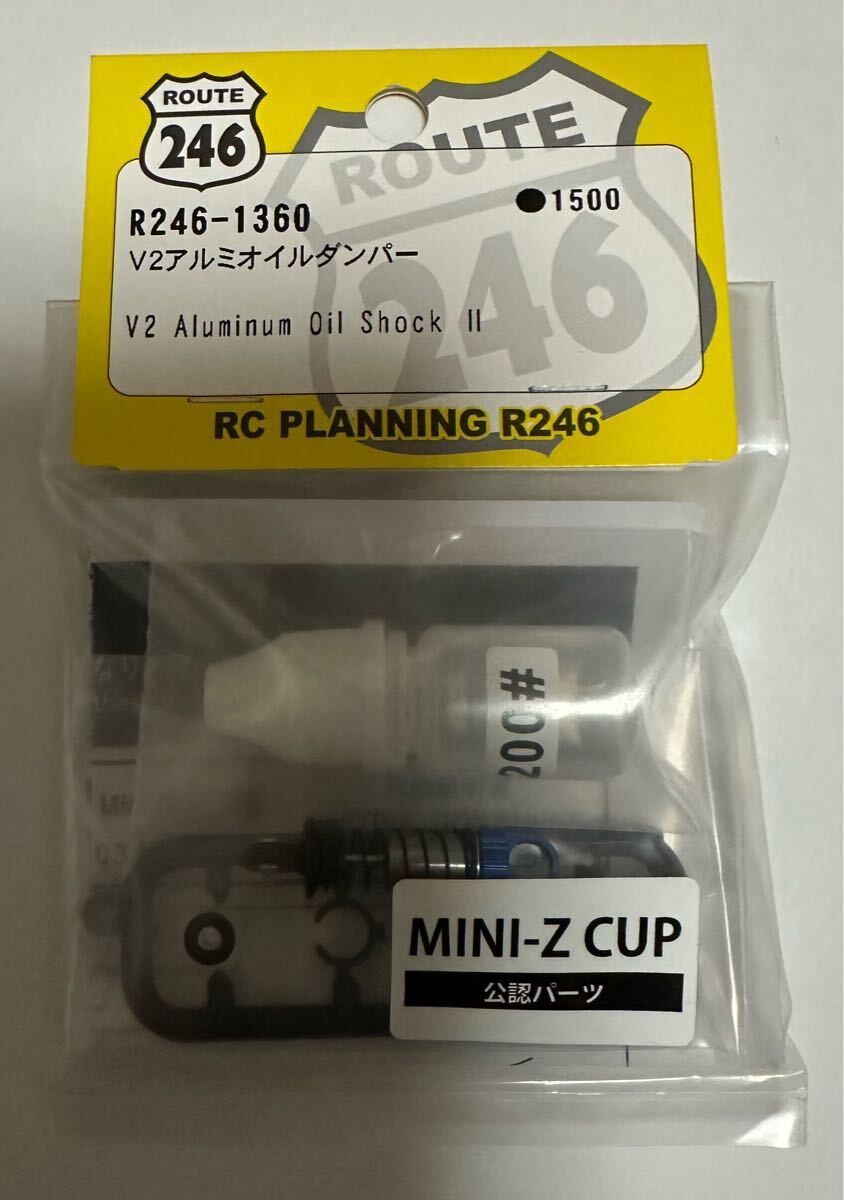 ROUTE
246
ROUTE
246
R246-1360
●1500
V2アルミオイルダンパー
V2 Aluminum Oil Shock Ⅱ
RC PLANNING R246
200#
MINI-Z CUP
公認パーツ